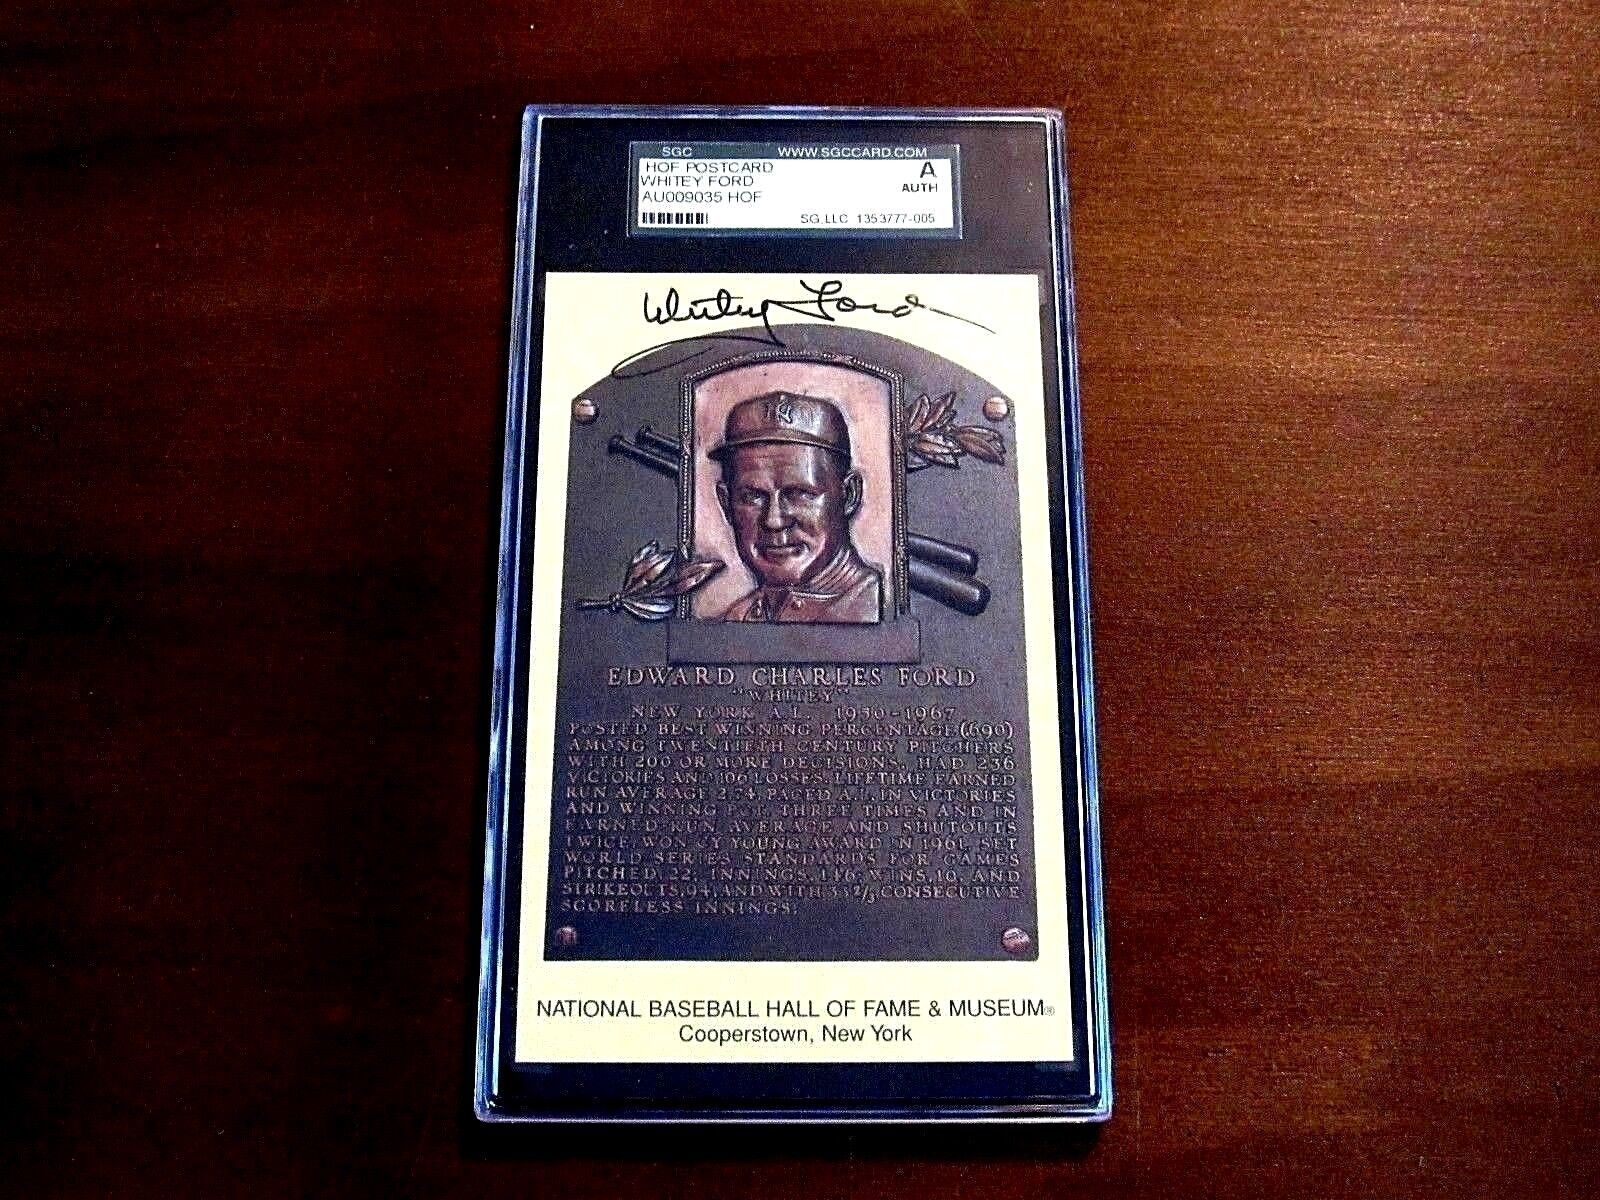 SGC WWW.SGCCARD.COM
HOF POSTCARD A
WHITEY FORD AUTH
AU009035 HOF
SG,LLC 1353777-005
Whitey Ford
EDWARD CHARLES FORD
"WHITEY"
NEW YORK A.L. 1950-1967
POSTED BEST WINNING PERCENTAGE (.690)
AMONG TWENTIETH CENTURY PITCHERS
WITH 200 OR MORE DECISIONS. HAD 236
VICTORIES AND 106 LOSSES. LIFETIME EARNED
RUN AVERAGE 2.74. PACED A.L. IN VICTORIES
AND WINNING PCT. THREE TIMES AND IN
EARNED RUN AVERAGE AND SHUTOUTS
TWICE. WON CY YOUNG AWARD IN 1961. SET
WORLD SERIES STANDARDS FOR GAMES
PITCHED, 22, INNINGS, 146; WINS, 10, AND
STRIKEOUTS, 94, AND WITH 33 2/3 CONSECUTIVE
SCORELESS INNINGS.
NATIONAL BASEBALL HALL OF FAME & MUSEUM®
Cooperstown, New York